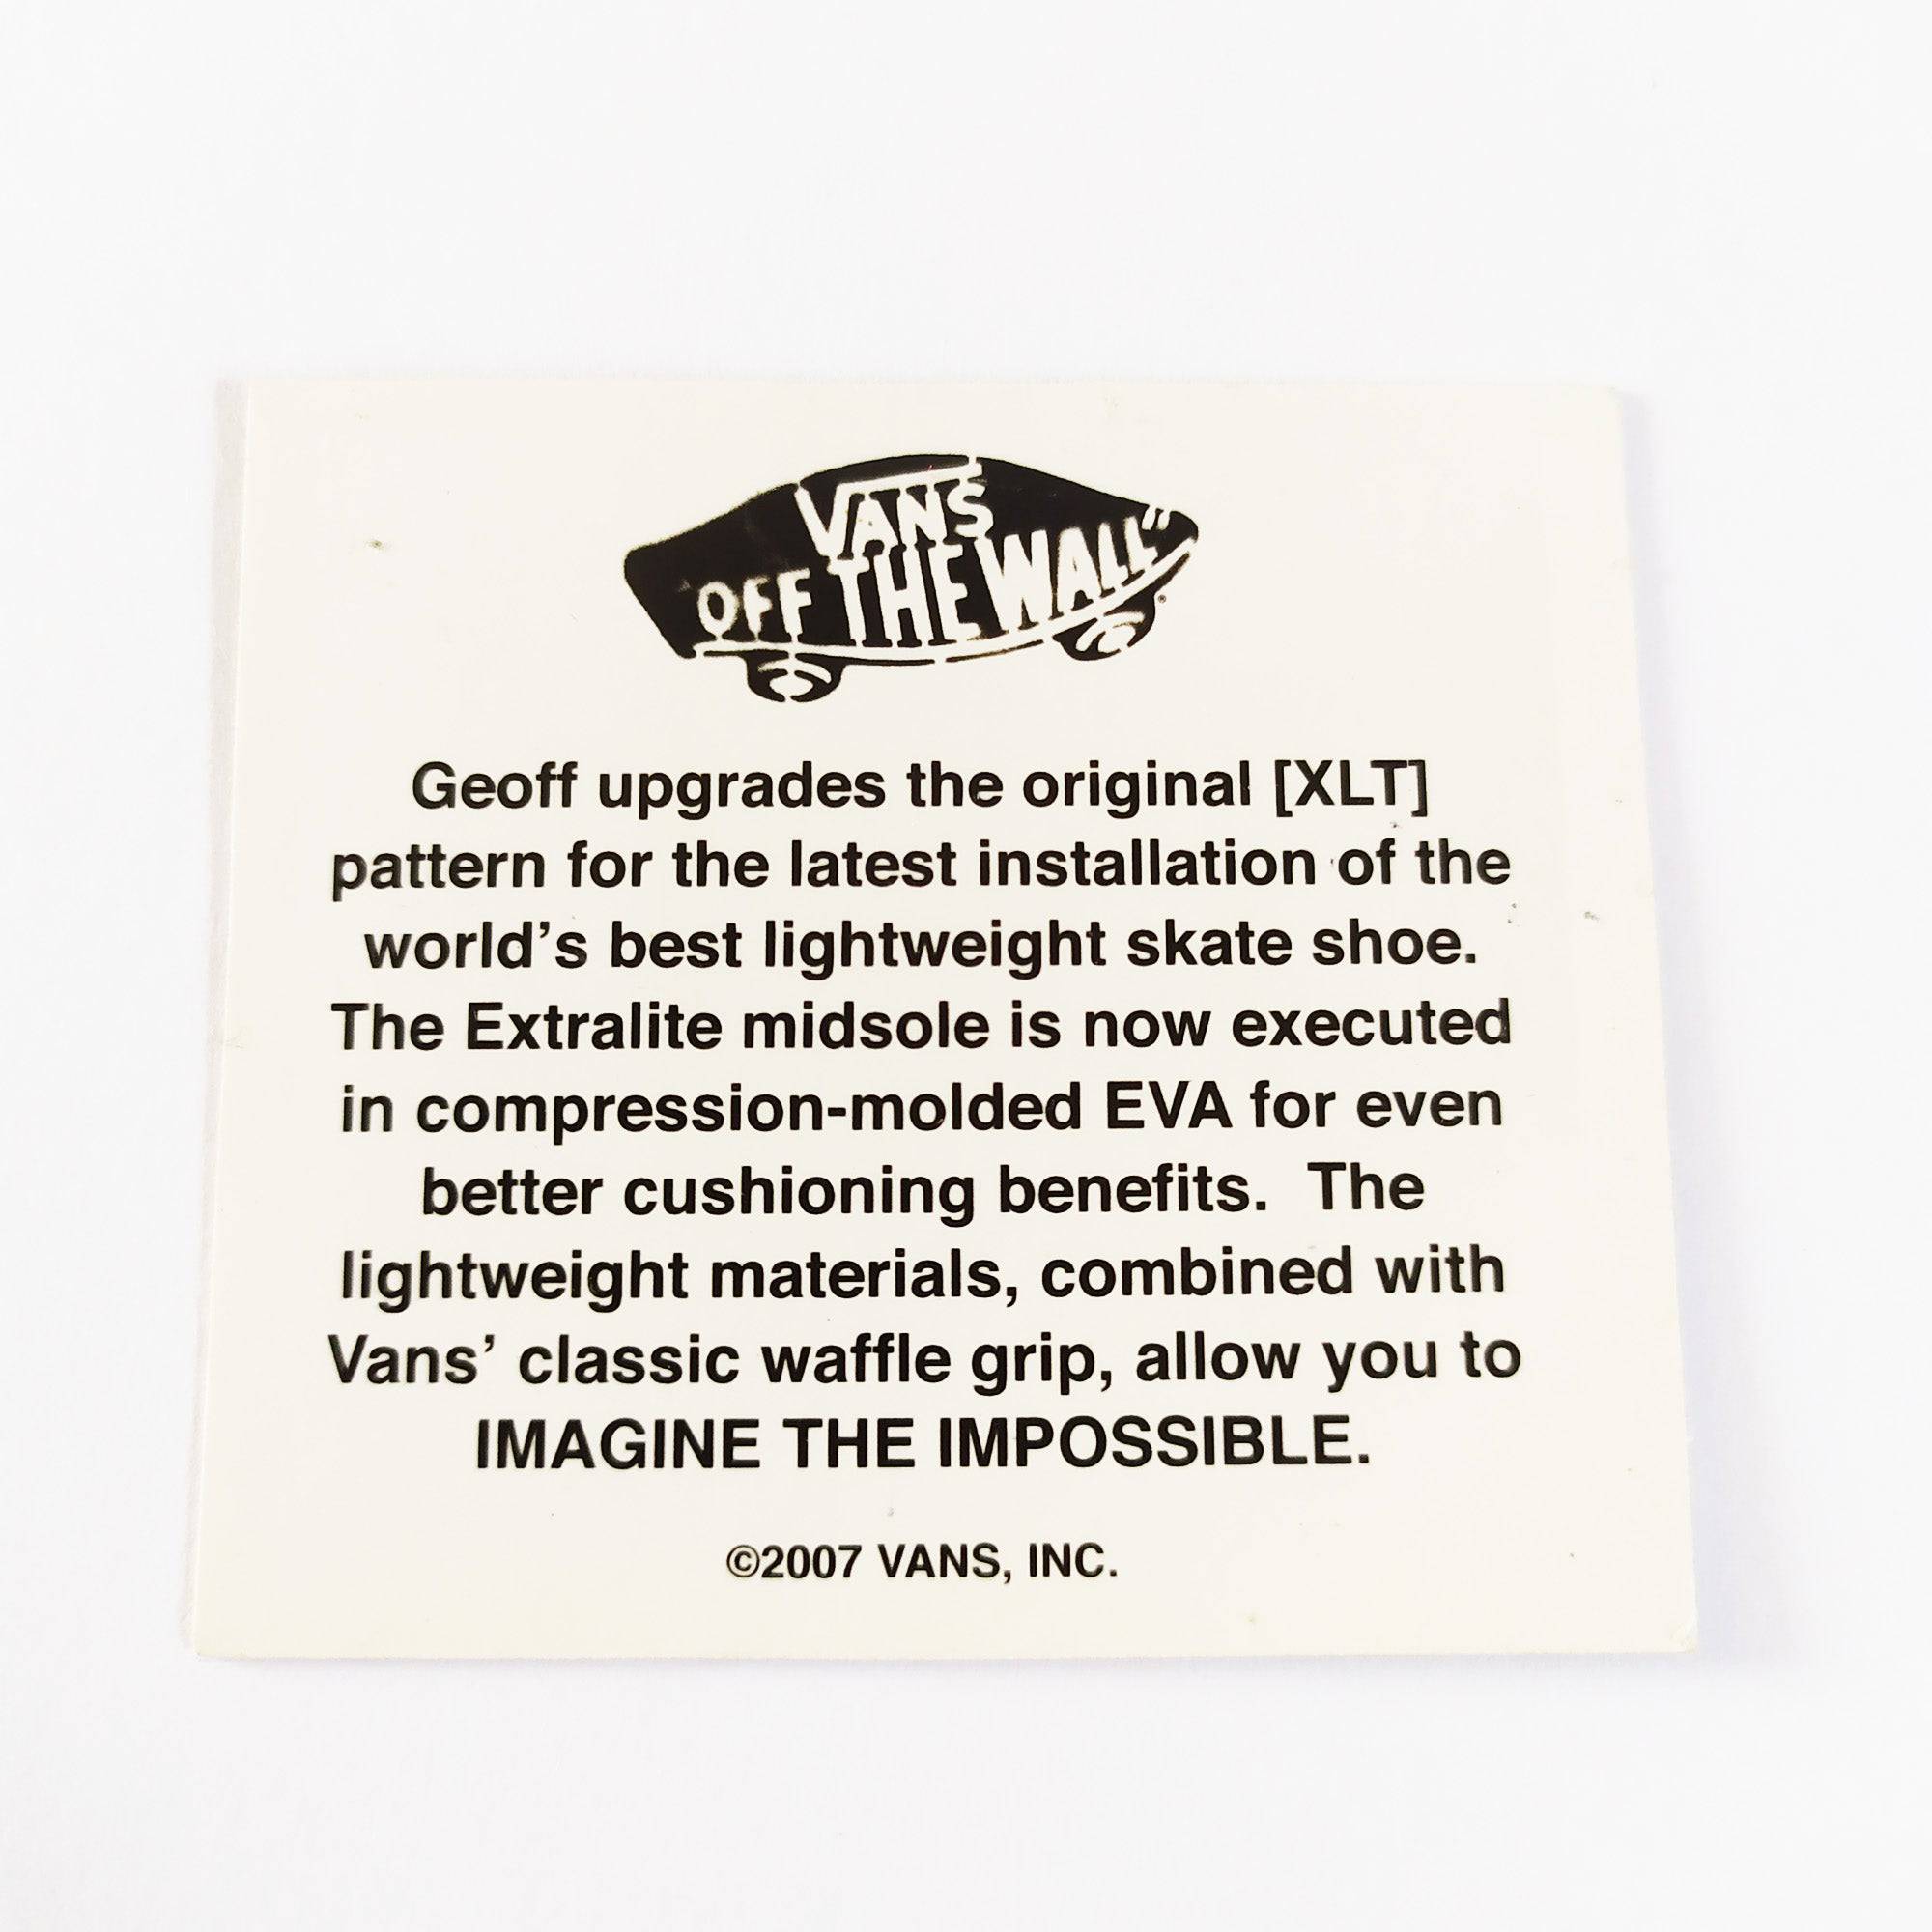 VANS
"OFF THE WALL"
Geoff upgrades the original [XLT]
pattern for the latest installation of the
world’s best lightweight skate shoe.
The Extralite midsole is now executed
in compression-molded EVA for even
better cushioning benefits.  The
lightweight materials, combined with
Vans’ classic waffle grip, allow you to
IMAGINE THE IMPOSSIBLE.
©2007 VANS, INC.